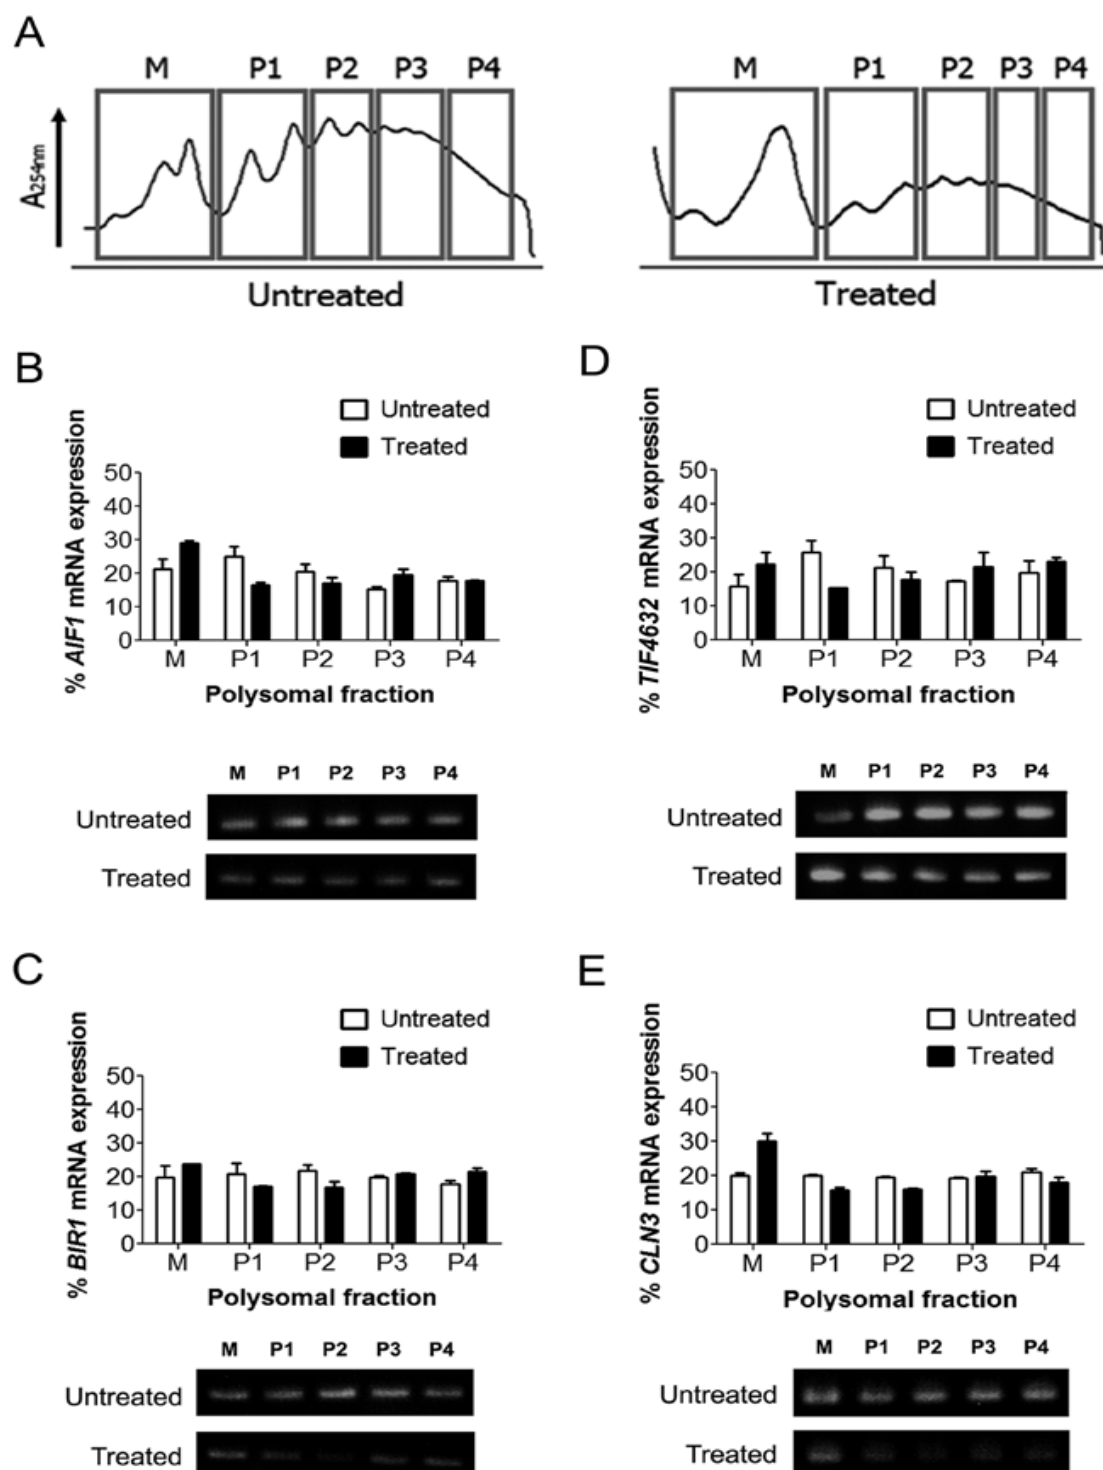 A
M P1 P2 P3 P4
A254nm
Untreated
M P1 P2 P3 P4
Treated
B
% AIF1 mRNA expression
Untreated
Treated
50
40
30
20
10
0
M P1 P2 P3 P4
Polysomal fraction
M P1 P2 P3 P4
Untreated
Treated
D
% TIF4632 mRNA expression
Untreated
Treated
50
40
30
20
10
0
M P1 P2 P3 P4
Polysomal fraction
M P1 P2 P3 P4
Untreated
Treated
C
% BIR1 mRNA expression
Untreated
Treated
50
40
30
20
10
0
M P1 P2 P3 P4
Polysomal fraction
M P1 P2 P3 P4
Untreated
Treated
E
% CLN3 mRNA expression
Untreated
Treated
50
40
30
20
10
0
M P1 P2 P3 P4
Polysomal fraction
M P1 P2 P3 P4
Untreated
Treated